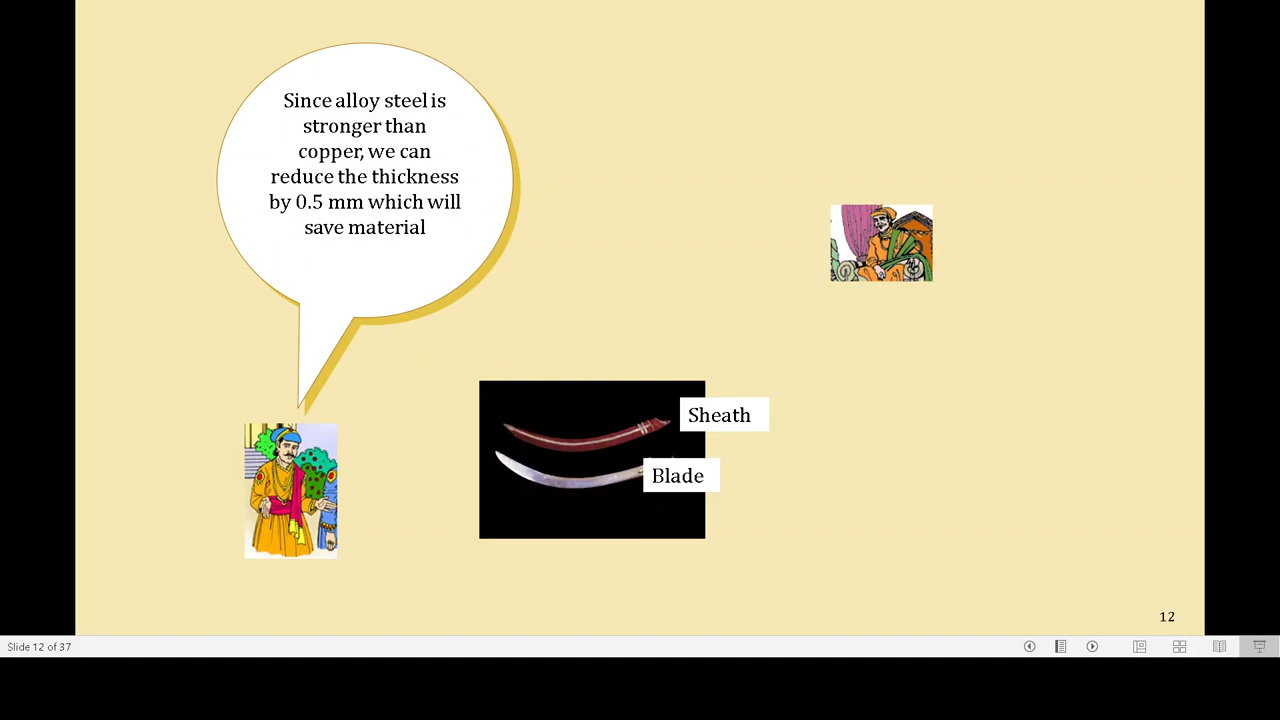 Since alloy steel is
stronger than
copper, we can
reduce the thickness
by 0.5 mm which will
save material
Sheath
Blade
12
Slide 12 of 37